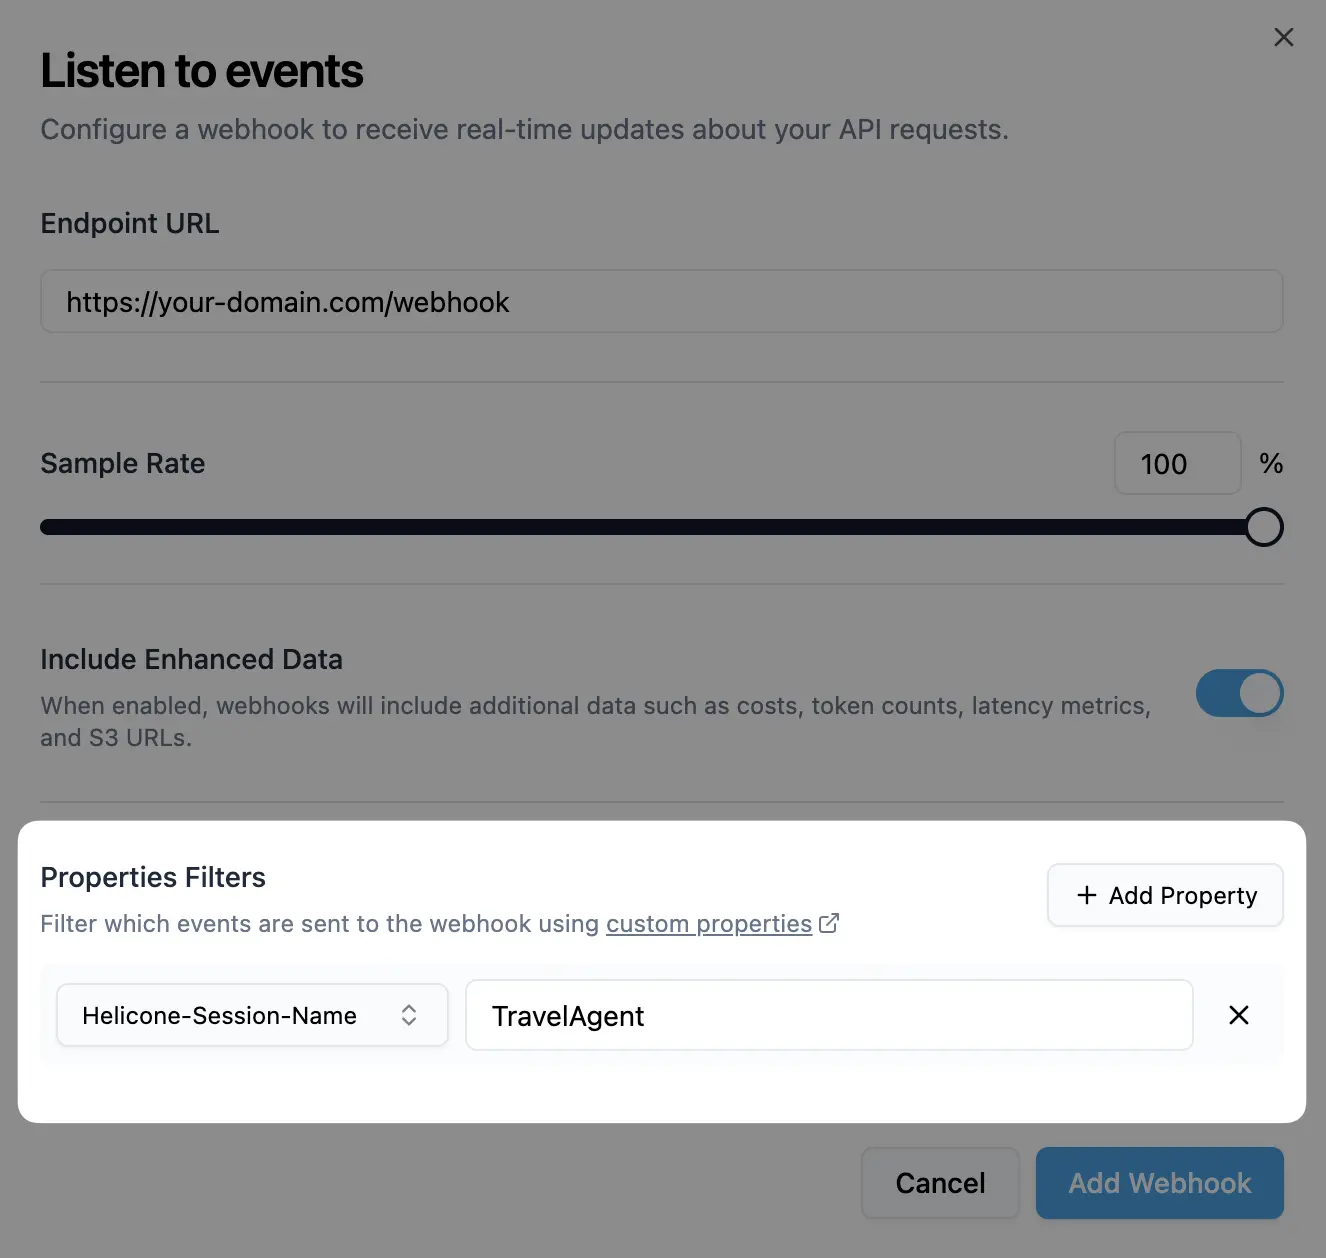 Listen to events
Configure a webhook to receive real-time updates about your API requests.
Endpoint URL
https://your-domain.com/webhook
Sample Rate
100 %
Include Enhanced Data
When enabled, webhooks will include additional data such as costs, token counts, latency metrics,
and S3 URLs.
Properties Filters
Filter which events are sent to the webhook using custom properties
Add Property
Helicone-Session-Name
TravelAgent
Cancel
Add Webhook